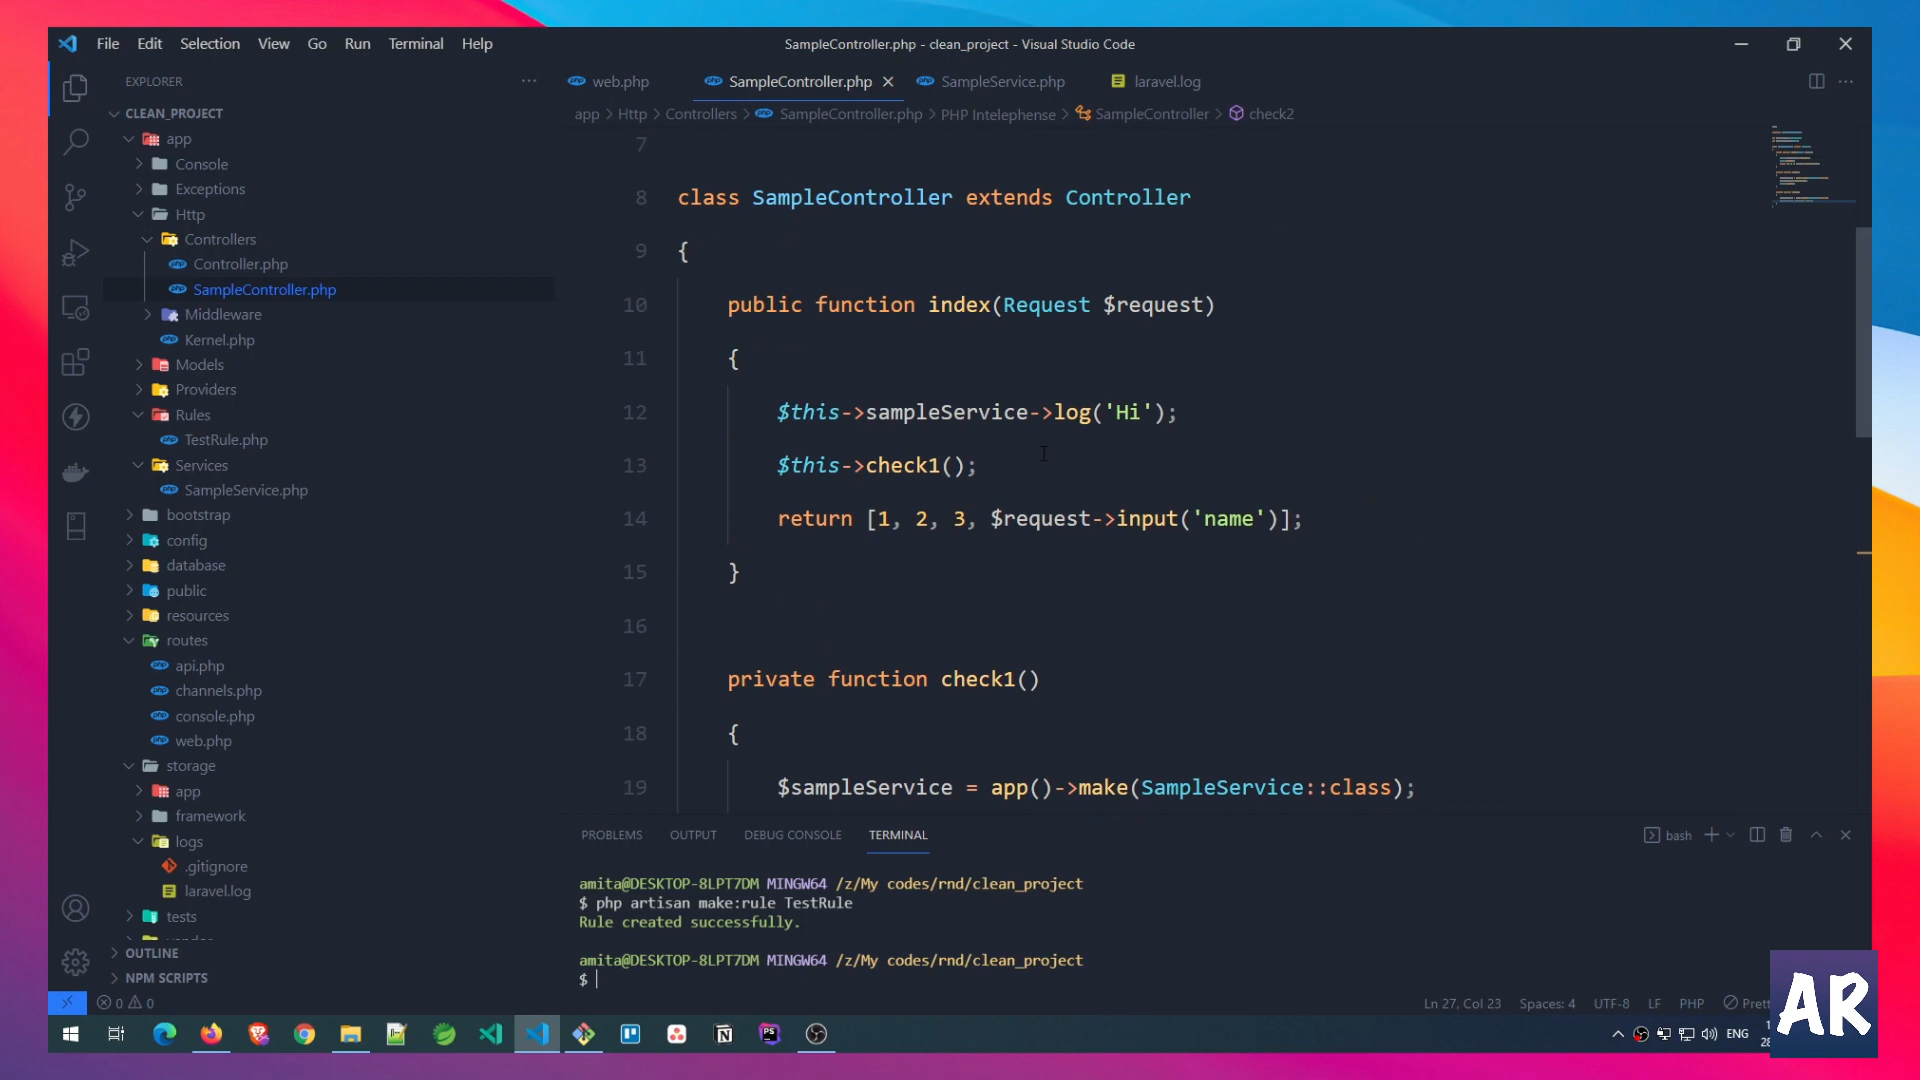 File Edit Selection View Go Run Terminal Help
SampleController.php - clean_project - Visual Studio Code
EXPLORER
CLEAN_PROJECT
app
Console
Exceptions
Http
Controllers
Controller.php
SampleController.php
Middleware
Kernel.php
Models
Providers
Rules
TestRule.php
Services
SampleService.php
bootstrap
config
database
public
resources
routes
api.php
channels.php
console.php
web.php
storage
app
framework
logs
.gitignore
laravel.log
tests
OUTLINE
NPM SCRIPTS
web.php SampleController.php SampleService.php laravel.log
app > Http > Controllers > SampleController.php > PHP Intelephense > SampleController > check2
7
8 class SampleController extends Controller
9 {
10 public function index(Request $request)
11 {
12 $this->sampleService->log('Hi');
13 $this->check1();
14 return [1, 2, 3, $request->input('name')];
15 }
16
17 private function check1()
18 {
19 $sampleService = app()->make(SampleService::class);
PROBLEMS OUTPUT DEBUG CONSOLE TERMINAL
bash
amita@DESKTOP-8LPT7DM MINGW64 /z/My codes/rnd/clean_project
$ php artisan make:rule TestRule
Rule created successfully.
amita@DESKTOP-8LPT7DM MINGW64 /z/My codes/rnd/clean_project
$
0 0
Ln 27, Col 23 Spaces: 4 UTF-8 LF PHP Prett
ENG
AR